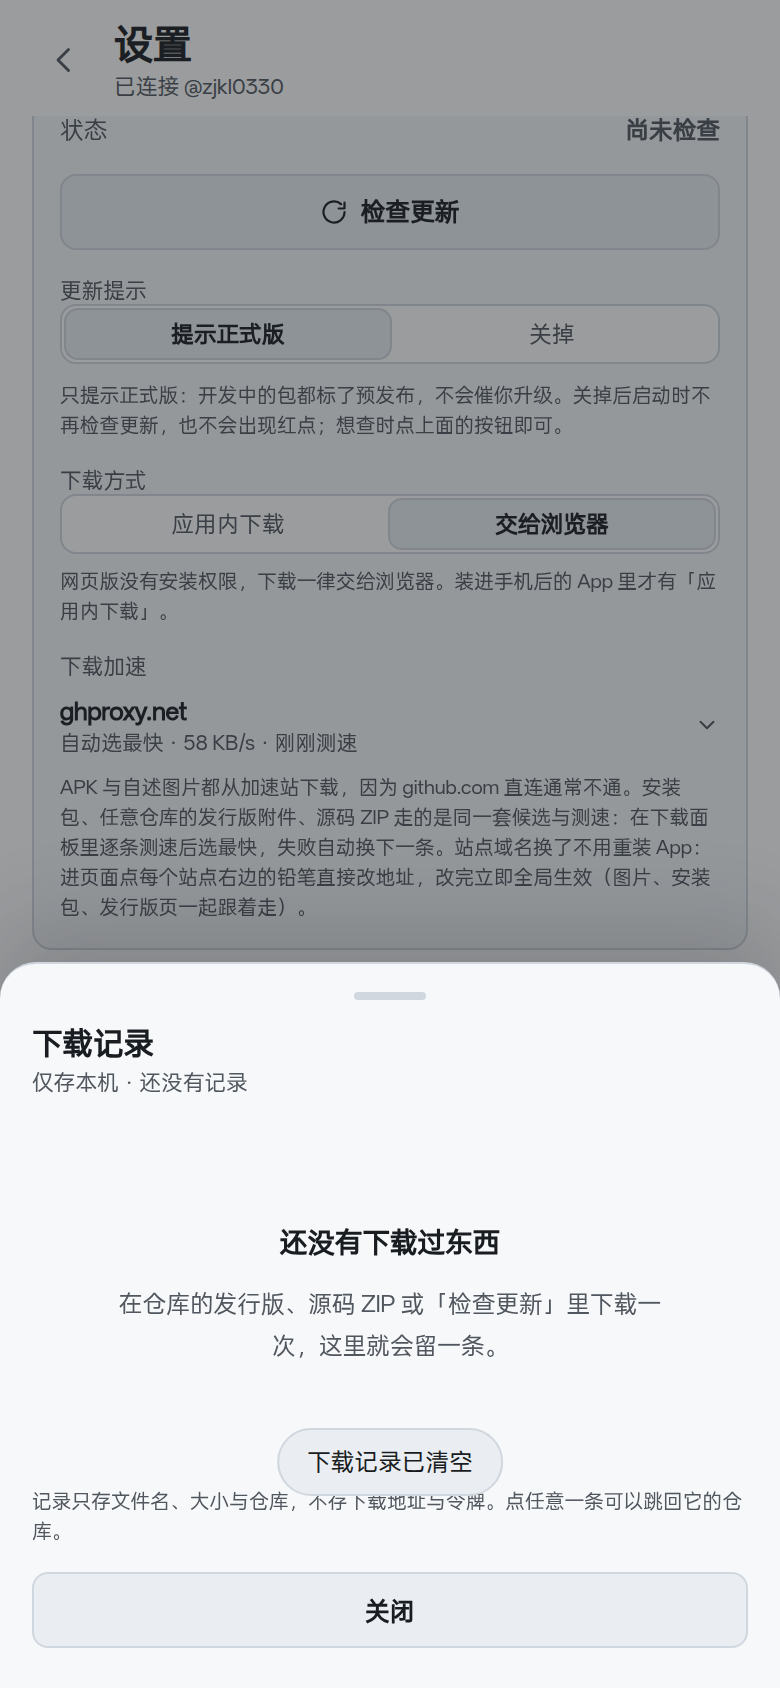 设置
已连接 @zjkl0330
状态
尚未检查
检查更新
更新提示
提示正式版
关掉
只提示正式版：开发中的包都标了预发布，不会催你升级。关掉后启动时不
再检查更新，也不会出现红点；想查时点上面的按钮即可。
下载方式
应用内下载
交给浏览器
网页版没有安装权限，下载一律交给浏览器。装进手机后的 App 里才有「应
用内下载」。
下载加速
ghproxy.net
自动选最快 · 58 KB/s · 刚刚测速
APK 与自述图片都从加速站下载，因为 github.com 直连通常不通。安装
包、任意仓库的发行版附件、源码 ZIP 走的是同一套候选与测速：在下载面
板里逐条测速后选最快，失败自动换下一条。站点域名换了不用重装 App：
进页面点每个站点右边的铅笔直接改地址，改完立即全局生效（图片、安装
包、发行版页一起跟着走）。
下载记录
仅存本机 · 还没有记录
还没有下载过东西
在仓库的发行版、源码 ZIP 或「检查更新」里下载一
次，这里就会留一条。
下载记录已清空
记录只存文件名、大小与仓库，不存下载地址与令牌。点任意一条可以跳回它的仓
库。
关闭